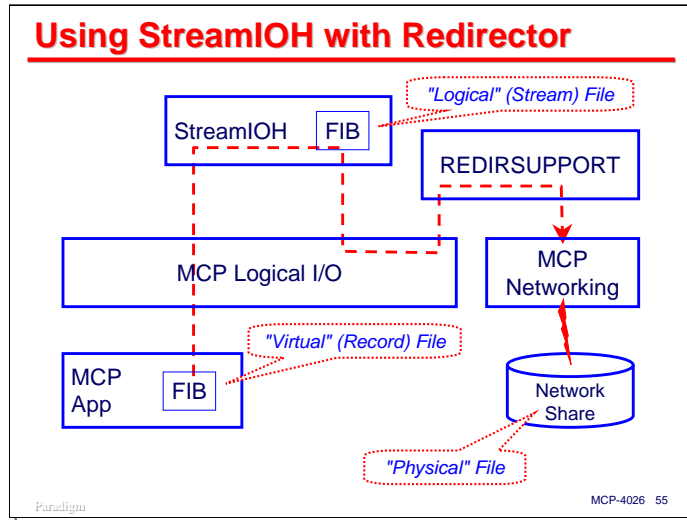 Using StreamIOH with Redirector
"Logical" (Stream) File
StreamIOH
FIB
REDIRSUPPORT
MCP Logical I/O
MCP
Networking
"Virtual" (Record) File
MCP
App
FIB
Network
Share
"Physical" File
Paradigm
MCP-4026 55